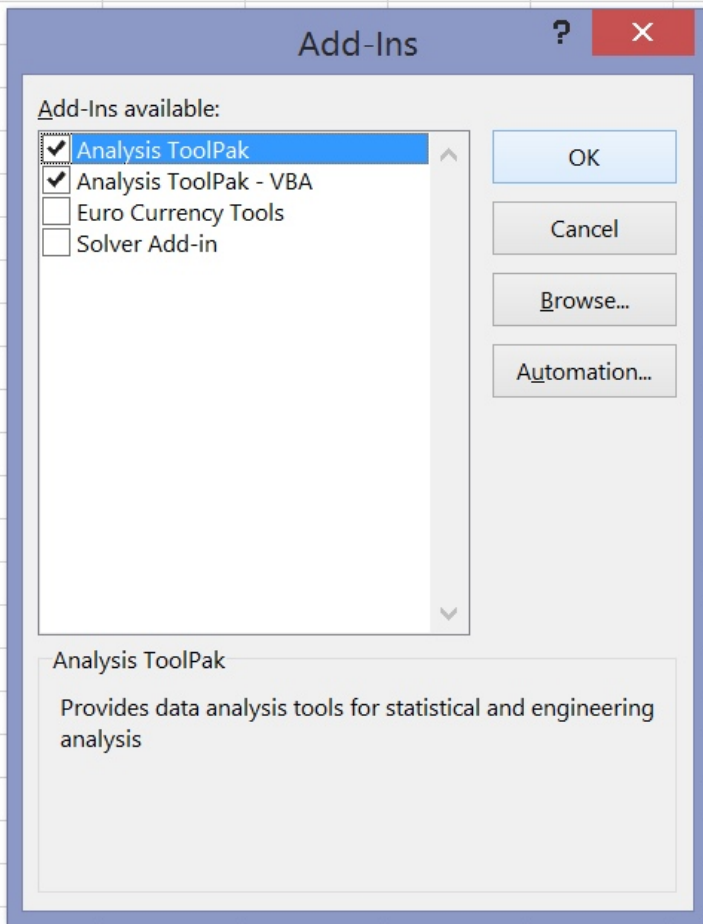 Add-Ins
?
Add-Ins available:
Analysis ToolPak
Analysis ToolPak - VBA
Euro Currency Tools
Solver Add-in
OK
Cancel
Browse...
Automation...
Analysis ToolPak
Provides data analysis tools for statistical and engineering
analysis